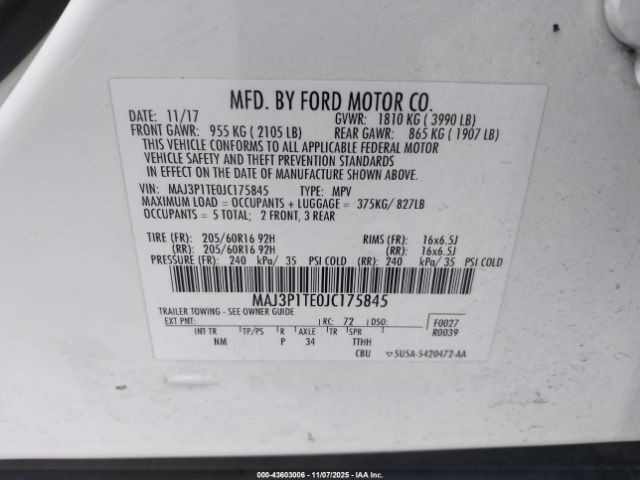 MFD. BY FORD MOTOR CO.
DATE: 11/17 GVWR: 1810 KG ( 3990 LB)
FRONT GAWR: 955 KG ( 2105 LB) REAR GAWR: 865 KG ( 1907 LB)
THIS VEHICLE CONFORMS TO ALL APPLICABLE FEDERAL MOTOR
VEHICLE SAFETY AND THEFT PREVENTION STANDARDS
IN EFFECT ON THE DATE OF MANUFACTURE SHOWN ABOVE.
VIN: MAJ3P1TE0JC175845 TYPE: MPV
MAXIMUM LOAD = OCCUPANTS + LUGGAGE = 375KG/ 827LB
OCCUPANTS = 5 TOTAL; 2 FRONT, 3 REAR
TIRE (FR): 205/60R16 92H RIMS (FR): 16x6.5J
(RR): 205/60R16 92H (RR): 16x6.5J
PRESSURE (FR): 240 kPa/ 35 PSI COLD (RR): 240 kPa/ 35 PSI COLD
MAJ3P1TE0JC175845
TRAILER TOWING - SEE OWNER GUIDE
EXT PNT: RC: 72 DSO: F0027
INT TR TP/PS R AXLE TR SPR R0039
NM P 34 TTHH
CBU 5U5A-5420472-AA
000-43603006 - 11/07/2025 - IAAINC.COM